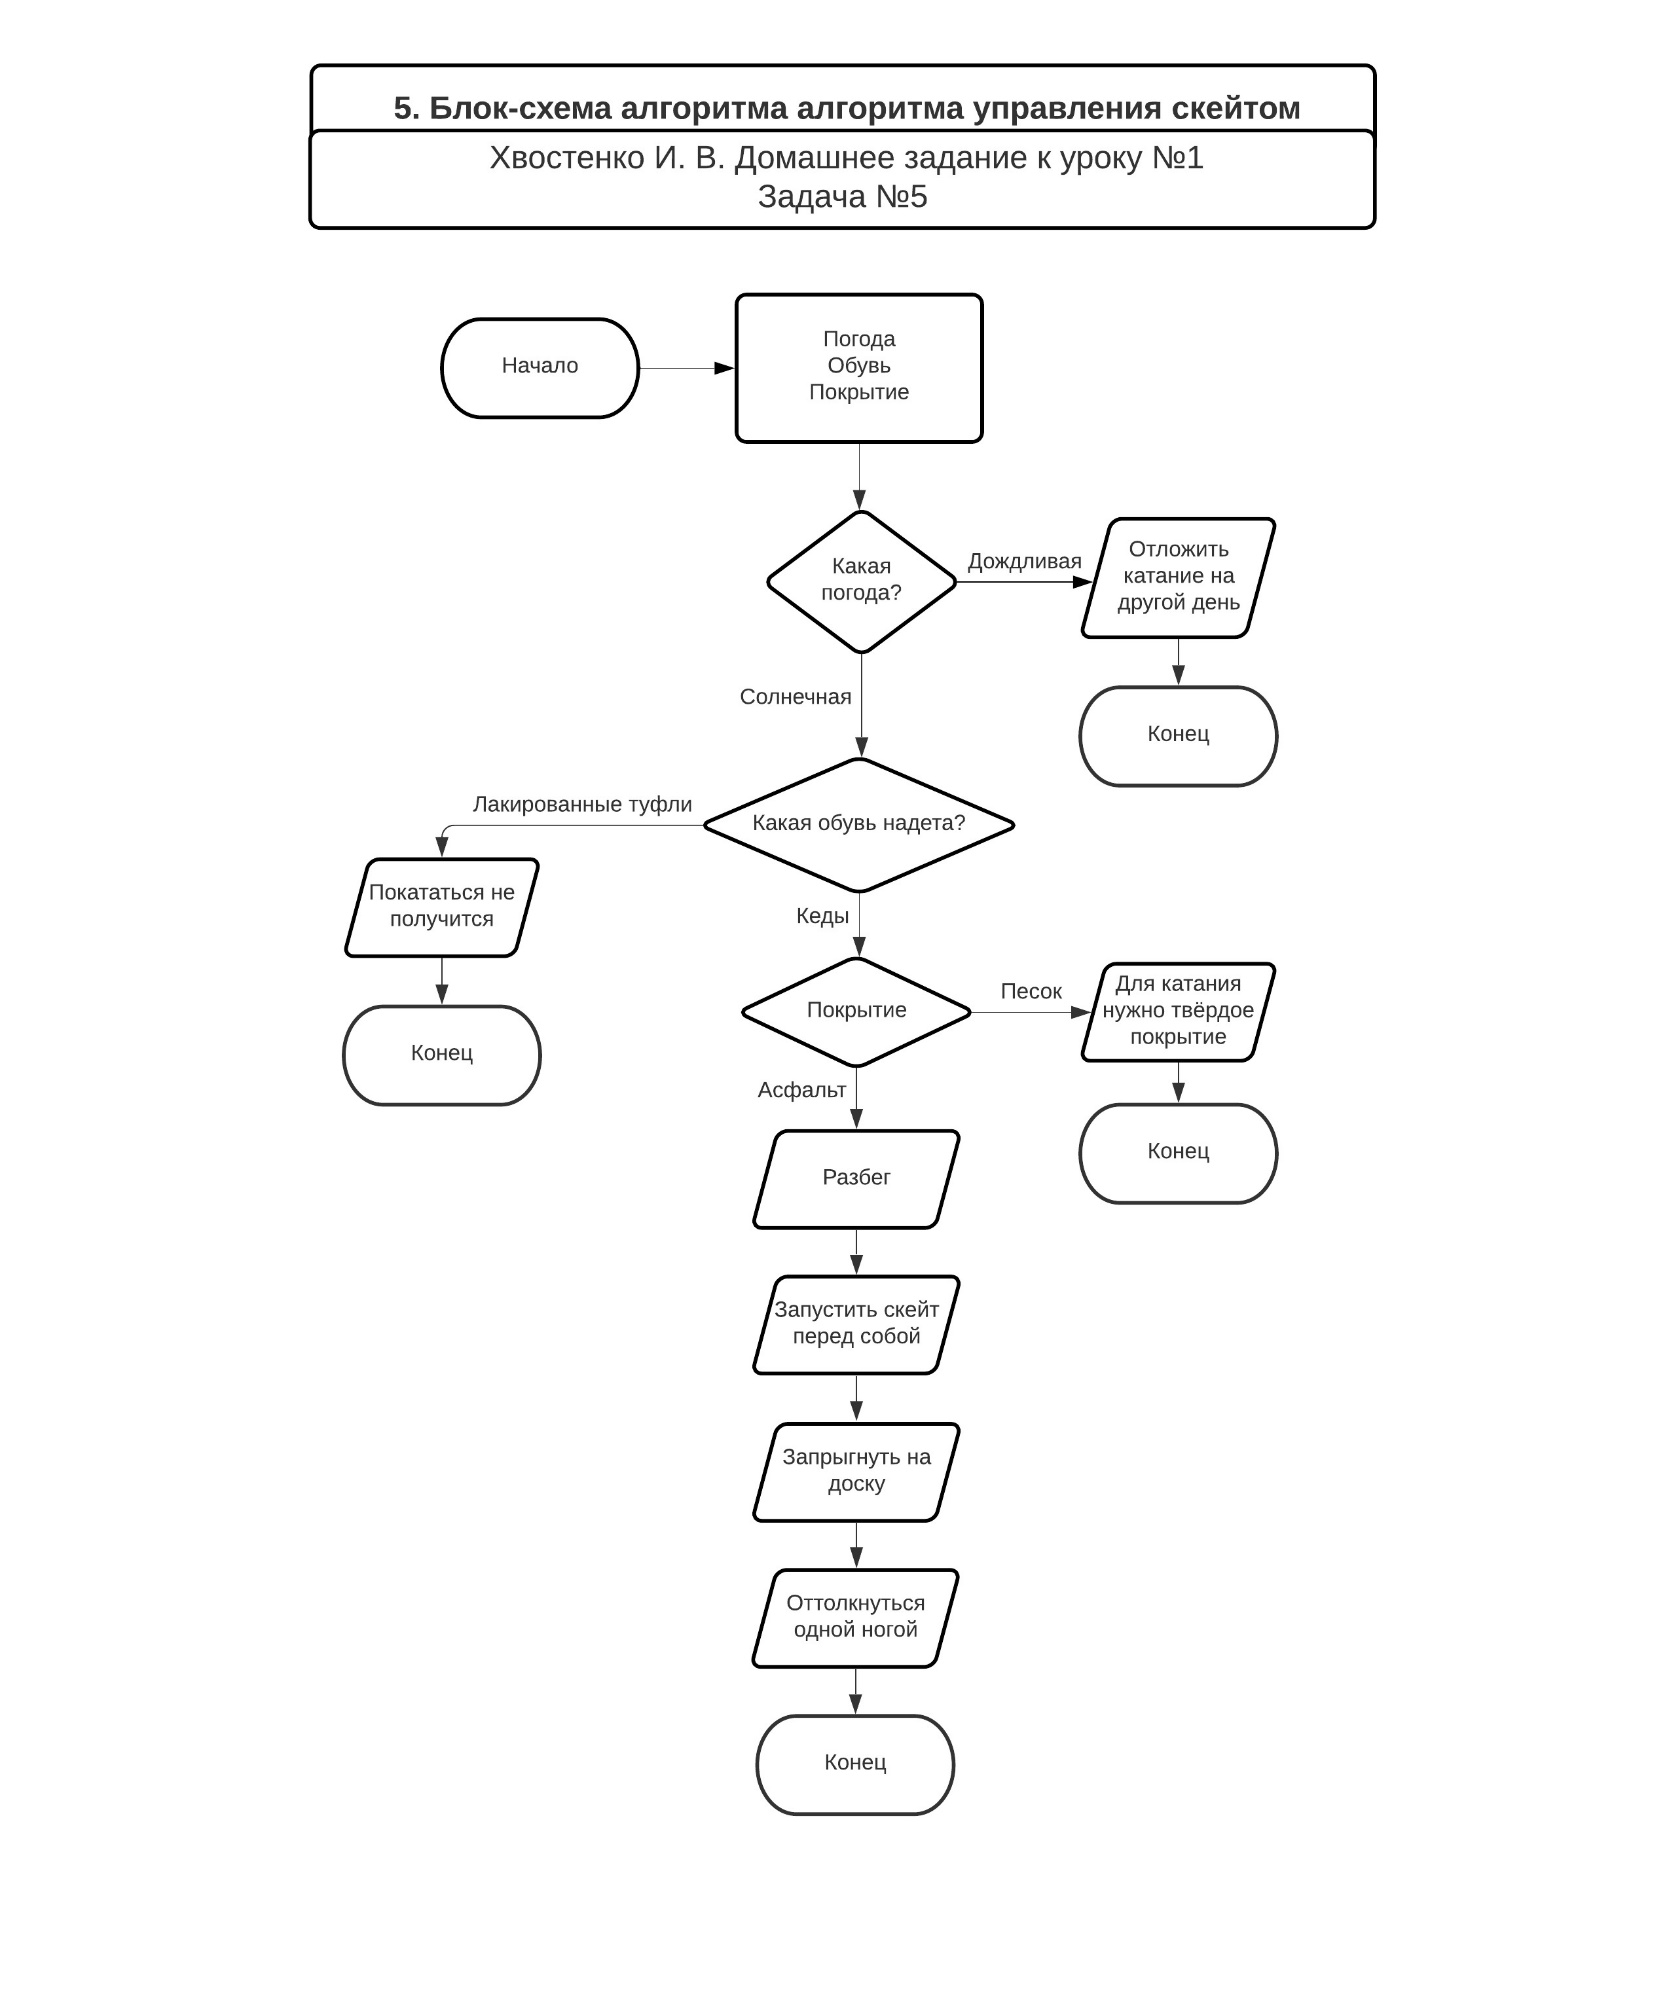 5. Блок-схема алгоритма алгоритма управления скейтом
Хвостенко И. В. Домашнее задание к уроку №1
Задача №5
Начало
Погода
Обувь
Покрытие
Какая
погода?
Дождливая
Отложить
катание на
другой день
Конец
Солнечная
Какая обувь надета?
Лакированные туфли
Покататься не
получится
Конец
Кеды
Покрытие
Песок
Для катания
нужно твёрдое
покрытие
Конец
Асфальт
Разбег
Запустить скейт
перед собой
Запрыгнуть на
доску
Оттолкнуться
одной ногой
Конец